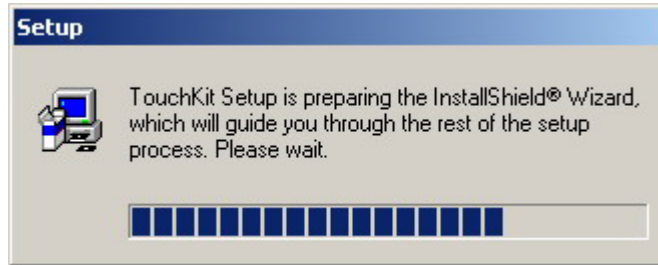 Setup
TouchKit Setup is preparing the InstallShield® Wizard,
which will guide you through the rest of the setup
process. Please wait.